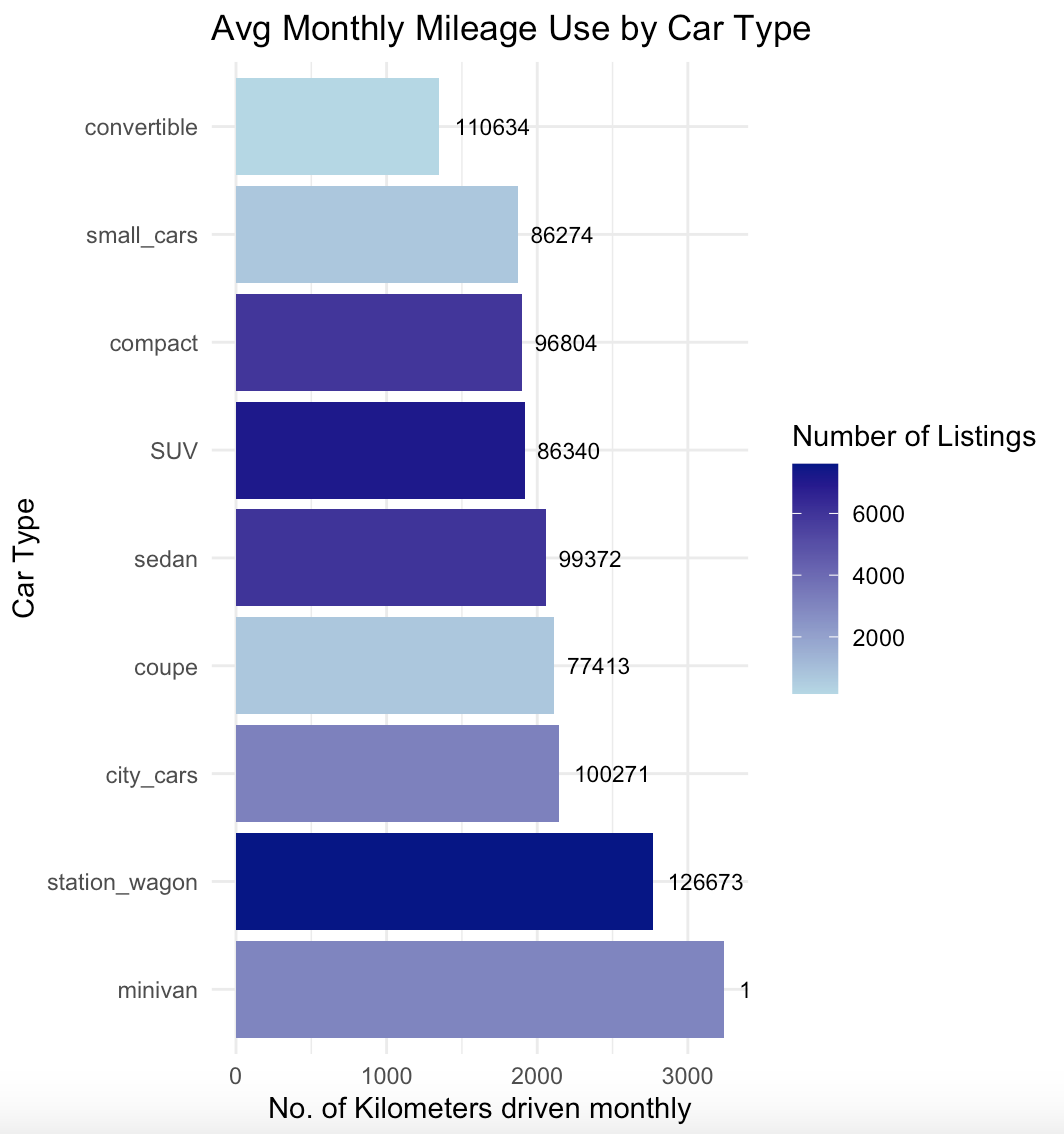 Avg Monthly Mileage Use by Car Type
convertible 110634
small_cars 86274
compact 96804
SUV 86340
sedan 99372
coupe 77413
city_cars 100271
station_wagon 126673
minivan 1
0 1000 2000 3000
No. of Kilometers driven monthly
Car Type
Number of Listings
6000
4000
2000